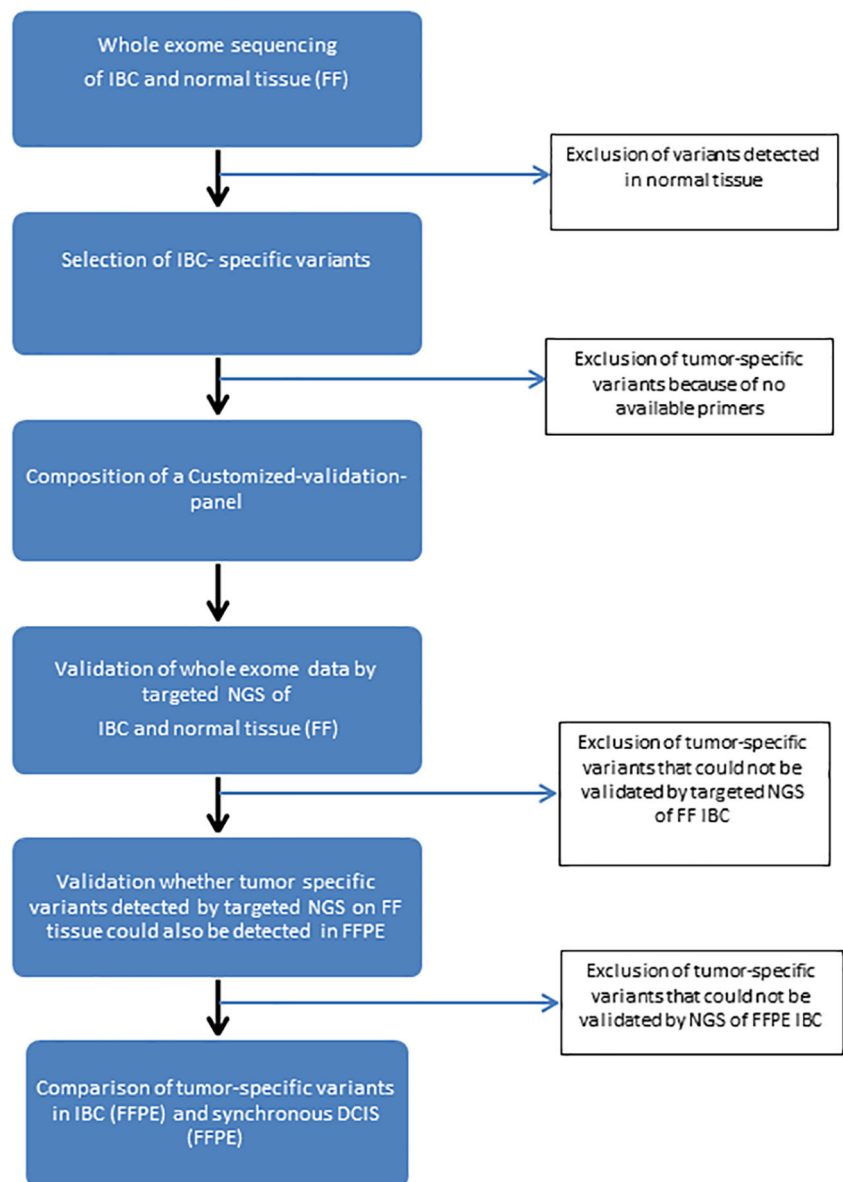 Whole exome sequencing
of IBC and normal tissue (FF)
Exclusion of variants detected
in normal tissue
Selection of IBC- specific variants
Exclusion of tumor-specific
variants because of no
available primers
Composition of a Customized-validation-
panel
Validation of whole exome data by
targeted NGS of
IBC and normal tissue (FF)
Exclusion of tumor-specific
variants that could not be
validated by targeted NGS
of FF IBC
Validation whether tumor specific
variants detected by targeted NGS on FF
tissue could also be detected in FFPE
Exclusion of tumor-specific
variants that could not be
validated by NGS of FFPE IBC
Comparison of tumor-specific variants
in IBC (FFPE) and synchronous DCIS
(FFPE)